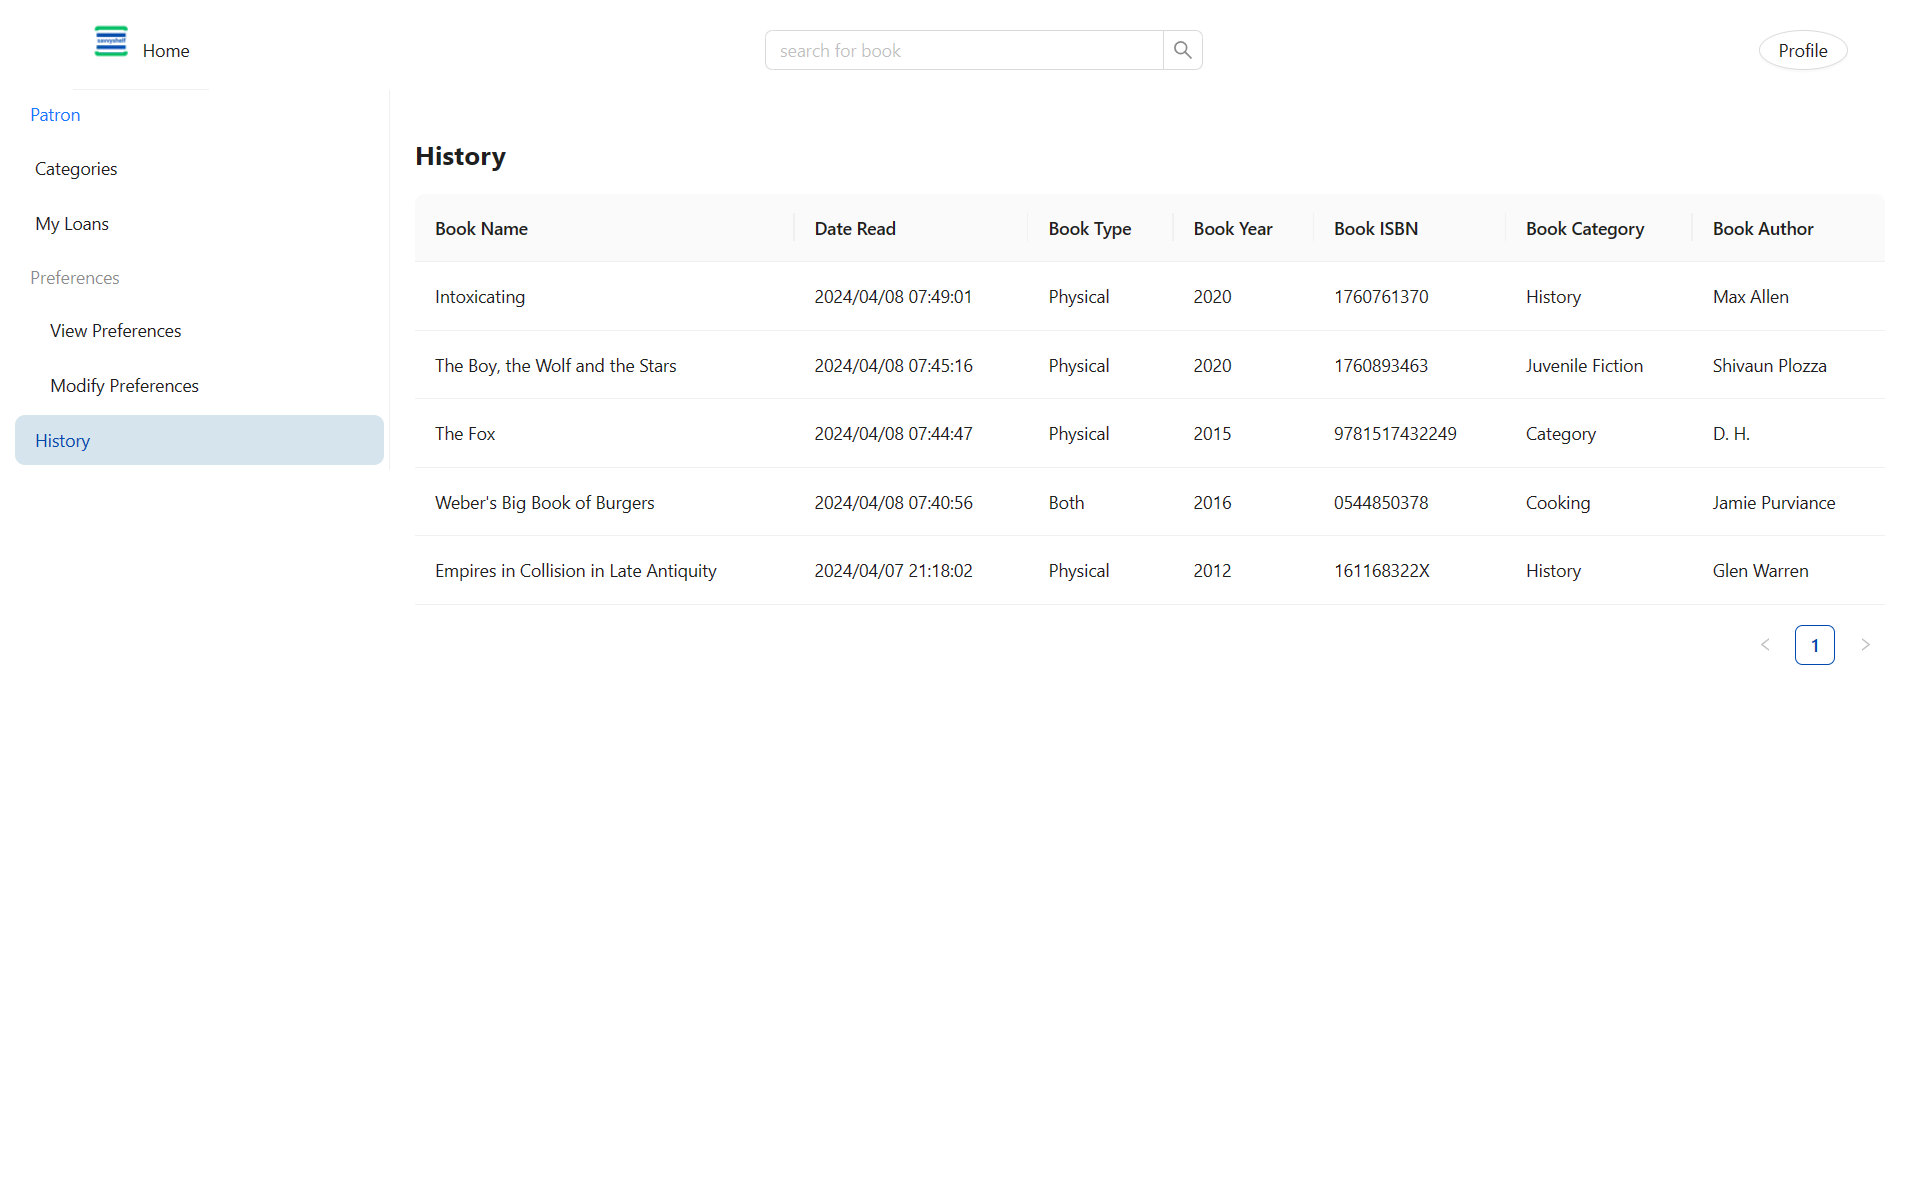 savvyshelf
Home
search for book
Profile
Patron
Categories
My Loans
Preferences
View Preferences
Modify Preferences
History
History
Book Name Date Read Book Type Book Year Book ISBN Book Category Book Author
Intoxicating 2024/04/08 07:49:01 Physical 2020 1760761370 History Max Allen
The Boy, the Wolf and the Stars 2024/04/08 07:45:16 Physical 2020 1760893463 Juvenile Fiction Shivaun Plozza
The Fox 2024/04/08 07:44:47 Physical 2015 9781517432249 Category D. H.
Weber's Big Book of Burgers 2024/04/08 07:40:56 Both 2016 0544850378 Cooking Jamie Purviance
Empires in Collision in Late Antiquity 2024/04/07 21:18:02 Physical 2012 161168322X History Glen Warren
1